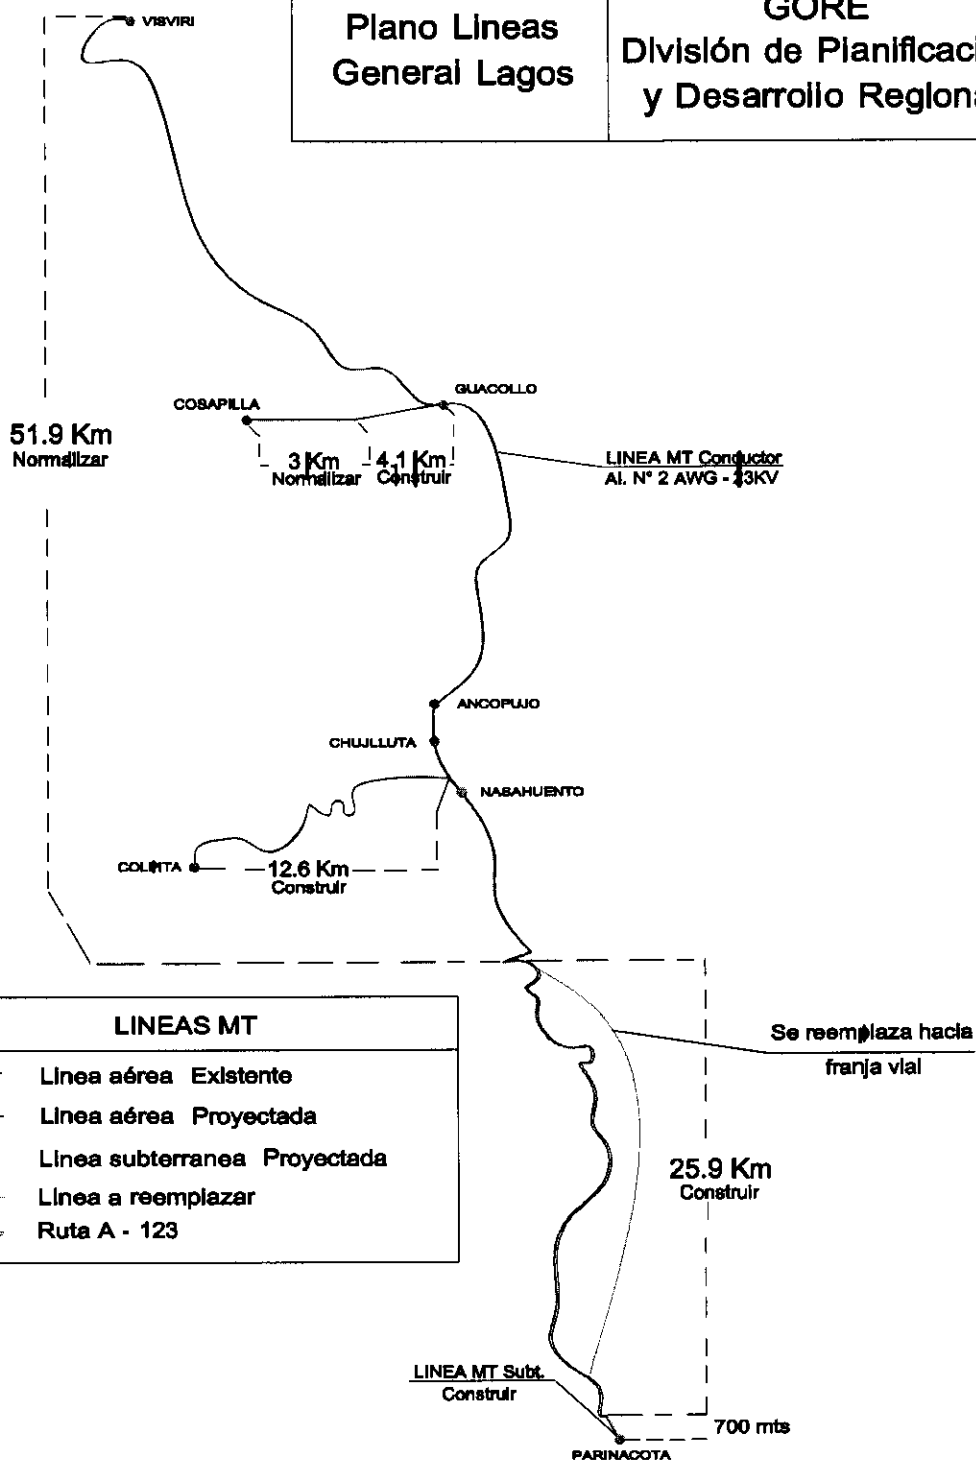 VISVIRI
Plano Lineas
General Lagos
GORE
División de Planificaci
y Desarrollo Regiona
COSAPILLA
GUACOLLO
51.9 Km
Normalizar
3 Km
Normalizar
4.1 Km
Construir
LINEA MT Conductor
Al. N° 2 AWG - 23KV
ANCOPUJO
CHUJLLUTA
NASAHUENTO
COLPITA
12.6 Km
Construir
LINEAS MT
Linea aérea Existente
Linea aérea Proyectada
Linea subterranea Proyectada
Linea a reemplazar
Ruta A - 123
Se reemplaza hacia
franja vial
25.9 Km
Construir
LINEA MT Subt.
Construir
700 mts
PARINACOTA